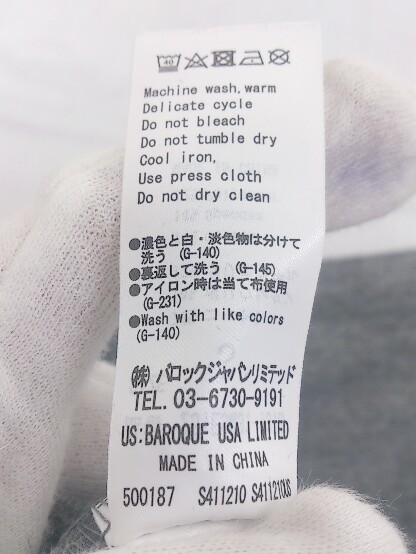 40
Machine wash,warm
Delicate cycle
Do not bleach
Do not tumble dry
Cool iron,
Use press cloth
Do not dry clean
●濃色と白・淡色物は分けて
洗う (G-140)
●裏返して洗う (G-145)
●アイロン時は当て布使用
(G-231)
●Wash with like colors
(G-140)
(株)バロックジャパンリミテッド
TEL. 03-6730-9191
US:BAROQUE USA LIMITED
MADE IN CHINA
500187 S411210 S411210US